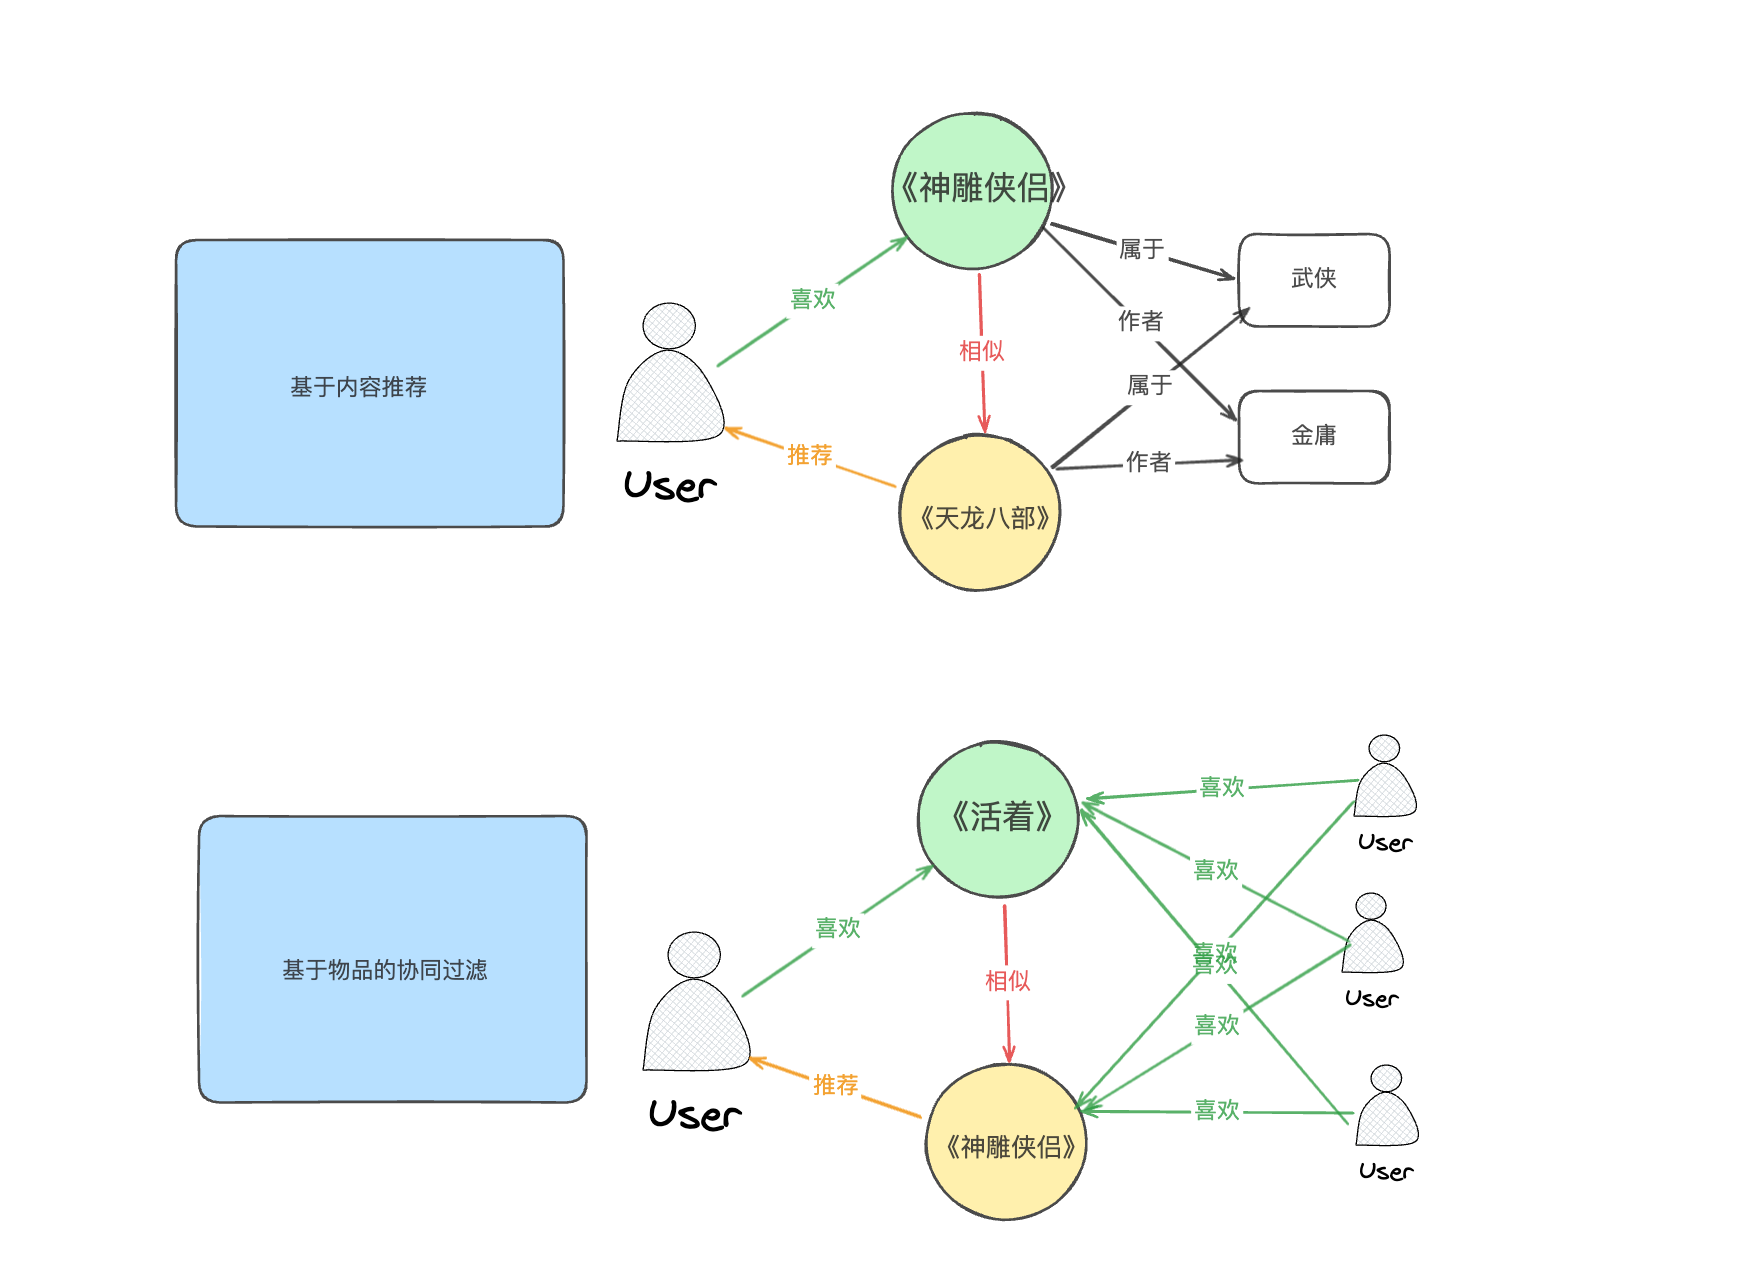 《神雕侠侣》
属于
武侠
喜欢
作者
相似
基于内容推荐
属于
金庸
推荐
作者
User
《天龙八部》
喜欢
《活着》
User
喜欢
喜欢
喜欢
喜欢
基于物品的协同过滤
相似
User
喜欢
推荐
喜欢
User
《神雕侠侣》
User